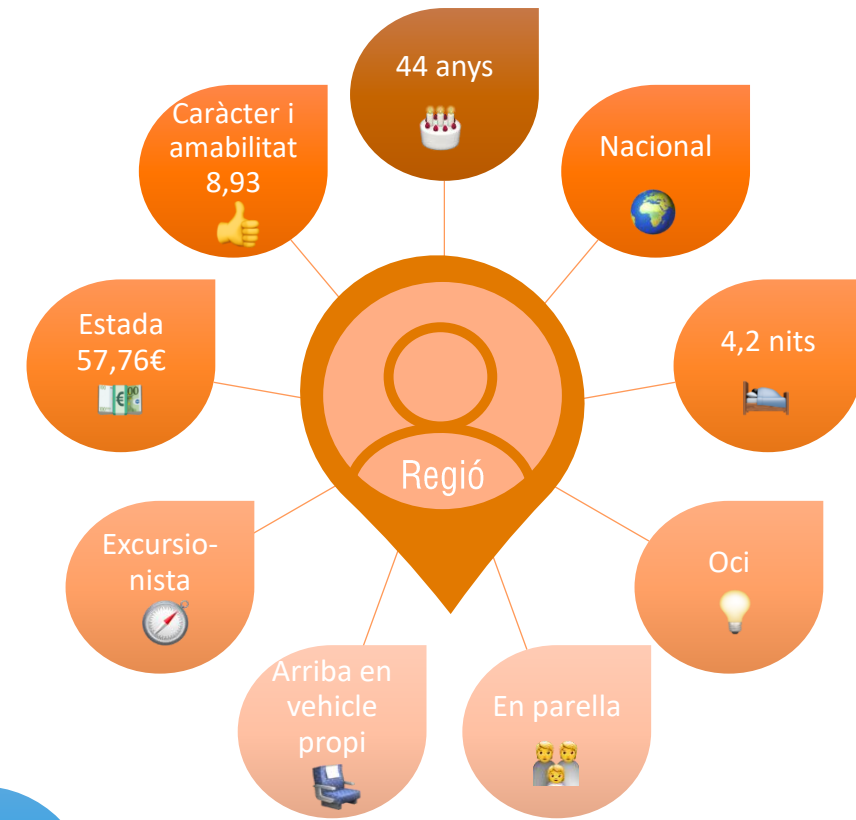 44 anys
Nacional
4,2 nits
Oci
En parella
Arriba en
vehicle
propi
Excursio-
nista
Estada
57,76€
Caràcter i
amabilitat
8,93
Regió